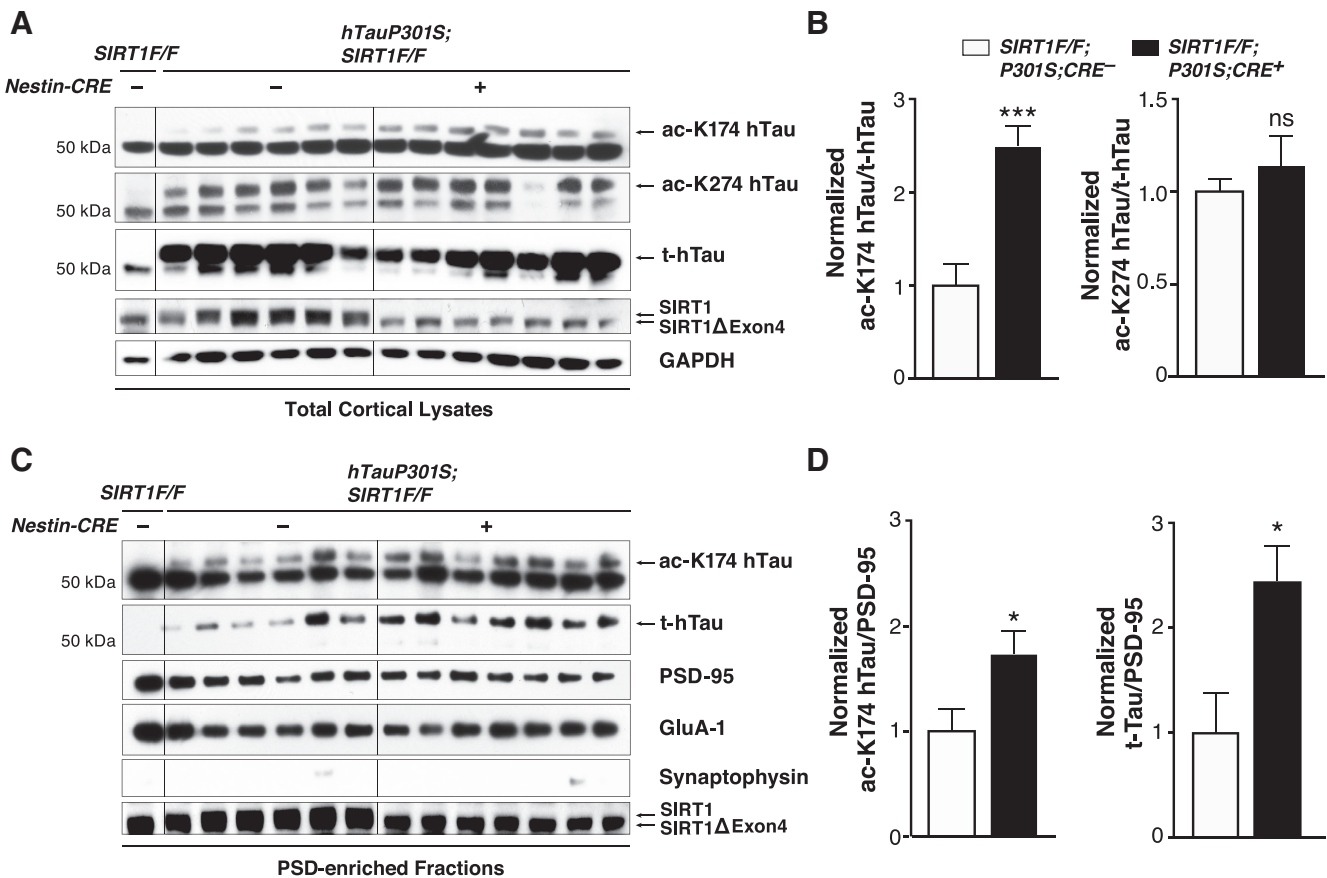 A
hTauP301S;
SIRT1F/F
SIRT1F/F
Nestin-CRE – – +
50 kDa
ac-K174 hTau
50 kDa
ac-K274 hTau
50 kDa
t-hTau
SIRT1
SIRT1ΔExon4
GAPDH
Total Cortical Lysates
B
SIRT1F/F;
P301S;CRE–
SIRT1F/F;
P301S;CRE+
Normalized
ac-K174 hTau/t-hTau
3
2
1
0
***
Normalized
ac-K274 hTau/t-hTau
1.5
1.0
0.5
0
ns
C
hTauP301S;
SIRT1F/F
SIRT1F/F
Nestin-CRE – – +
50 kDa
ac-K174 hTau
t-hTau
50 kDa
PSD-95
GluA-1
Synaptophysin
SIRT1
SIRT1ΔExon4
PSD-enriched Fractions
D
Normalized
ac-K174 hTau/PSD-95
3
2
1
0
*
Normalized
t-Tau/PSD-95
3
2
1
0
*